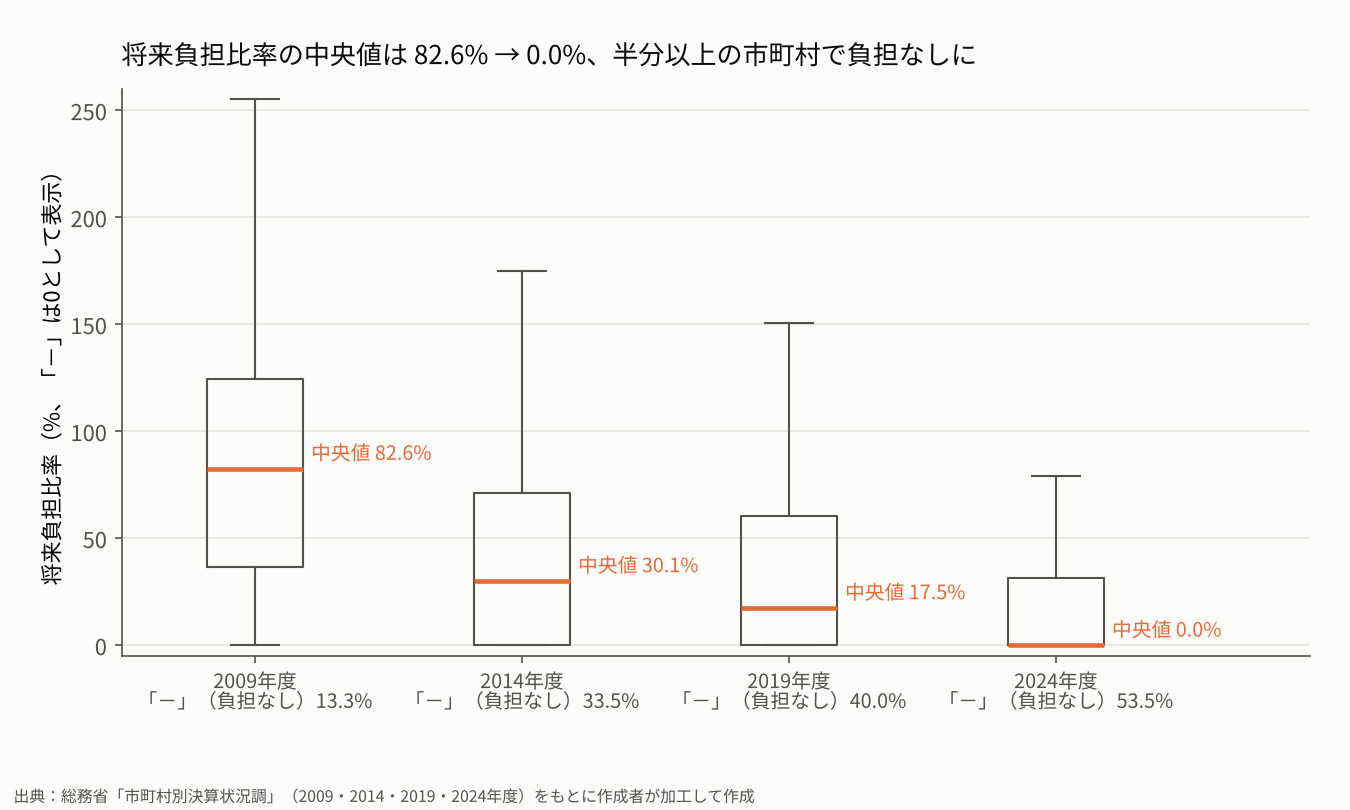 将来負担比率の中央値は 82.6% → 0.0%、半分以上の市町村で負担なしに
将来負担比率（%、「－」は0として表示）
250
200
150
100
50
0
中央値 82.6%
中央値 30.1%
中央値 17.5%
中央値 0.0%
2009年度
「－」（負担なし）13.3%
2014年度
「－」（負担なし）33.5%
2019年度
「－」（負担なし）40.0%
2024年度
「－」（負担なし）53.5%
出典：総務省「市町村別決算状況調」（2009・2014・2019・2024年度）をもとに作成者が加工して作成